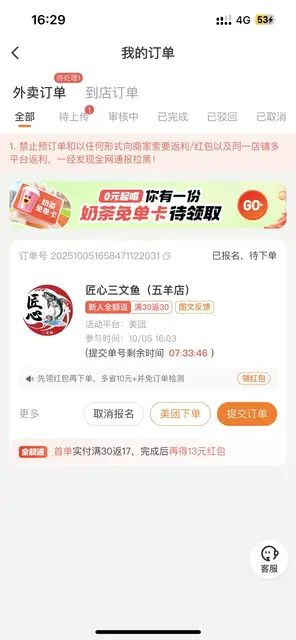 16:29
4G 53
我的订单
待处理1
外卖订单 到店订单
全部 待上传 1 审核中 已完成 已驳回 已取消
1. 禁止预订单和以任何形式向商家索要返利/红包以及同一店铺多
平台返利，一经发现全网通报拉黑！
奶茶
免单卡
0元起喝 你有一份
奶茶免单卡 待领取
GO
订单号 202510051658471122031 已报名，待下单
匠心
匠心三文鱼（五羊店）
新人全额返 满30返30 图文反馈
活动平台：美团
参与时间：10/05 16:03
(提交单号剩余时间 07:33:46 )
先领红包再下单，多省10元+并免订单检测 领红包
更多 取消报名 美团下单 提交订单
全额返 首单实付满30返17，完成后再得13元红包
客服